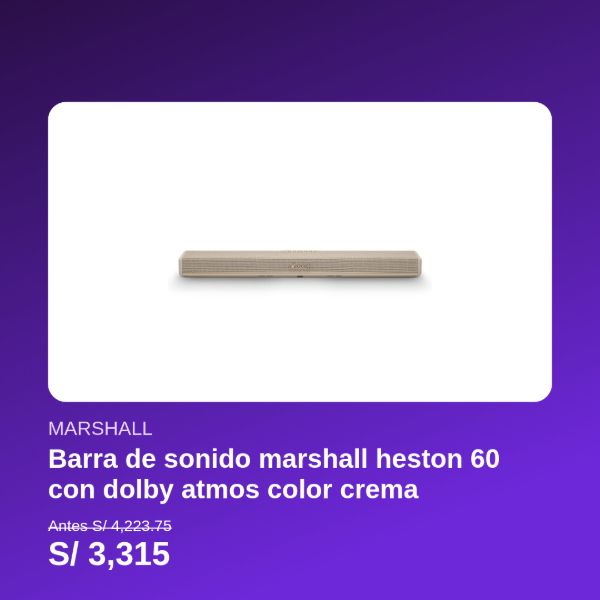 MARSHALL
Barra de sonido marshall heston 60
con dolby atmos color crema
Antes S/ 4,223.75
S/ 3,315